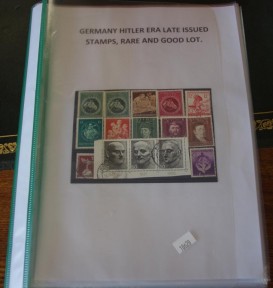 GERMANY HITLER ERA LATE ISSUED
STAMPS, RARE AND GOOD LOT.